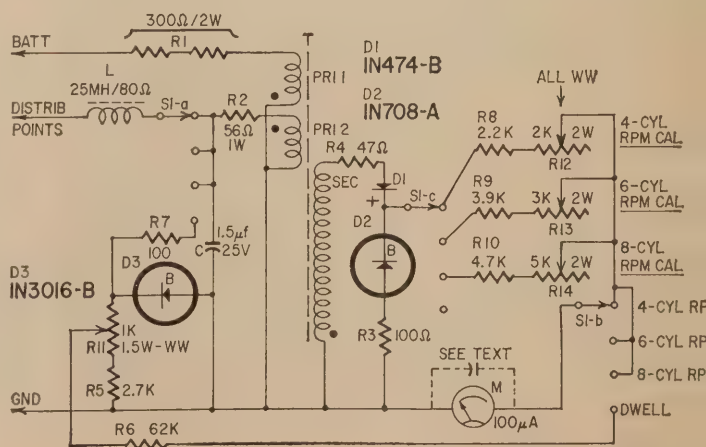 300Ω/2W
BATT
R1
L
25MH/80Ω
DISTRIB
POINTS
S1-a
R2
56Ω
1W
PRI 1
PRI 2
D1
IN474-B
D2
IN708-A
R4 47Ω
SEC
D1
+
S1-c
D2
B
R3
100Ω
ALL WW
R8
2.2K
2K
2W
R12
4-CYL
RPM CAL
R9
3.9K
3K
2W
R13
6-CYL
RPM CAL
R10
4.7K
5K
2W
R14
8-CYL
RPM CAL
S1-b
4-CYL RP
6-CYL RP
8-CYL RP
DWELL
R7
100
1.5µf
C
25V
D3
IN3016-B
D3
B
1K
R11
1.5W-WW
R5
2.7K
GND
R6
62K
SEE TEXT
M
100µA